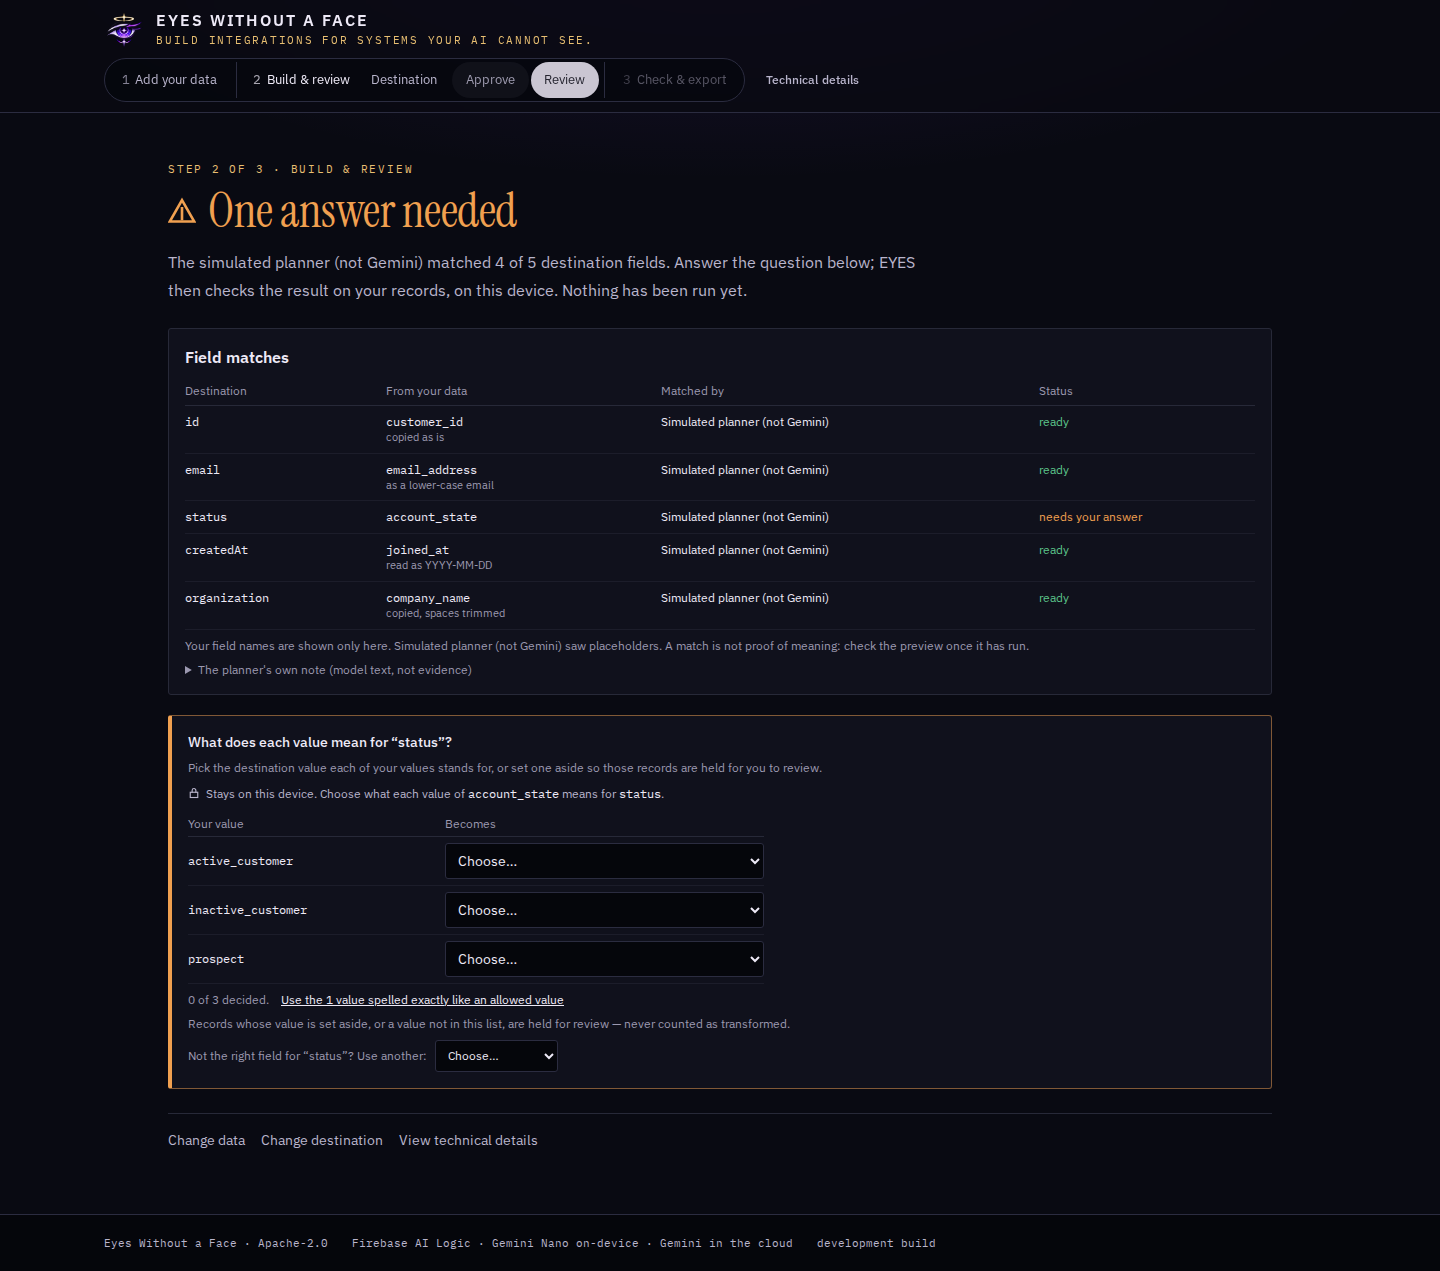 EYES WITHOUT A FACE
BUILD INTEGRATIONS FOR SYSTEMS YOUR AI CANNOT SEE.
1 Add your data
2 Build & review
Destination
Approve
Review
3 Check & export
Technical details
STEP 2 OF 3 · BUILD & REVIEW
One answer needed
The simulated planner (not Gemini) matched 4 of 5 destination fields. Answer the question below; EYES
then checks the result on your records, on this device. Nothing has been run yet.
Field matches
Destination From your data Matched by Status
id customer_id Simulated planner (not Gemini) ready
copied as is
email email_address Simulated planner (not Gemini) ready
as a lower-case email
status account_state Simulated planner (not Gemini) needs your answer
createdAt joined_at Simulated planner (not Gemini) ready
read as YYYY-MM-DD
organization company_name Simulated planner (not Gemini) ready
copied, spaces trimmed
Your field names are shown only here. Simulated planner (not Gemini) saw placeholders. A match is not proof of meaning: check the preview once it has run.
The planner's own note (model text, not evidence)
What does each value mean for “status”?
Pick the destination value each of your values stands for, or set one aside so those records are held for you to review.
Stays on this device. Choose what each value of account_state means for status.
Your value Becomes
active_customer Choose...
inactive_customer Choose...
prospect Choose...
0 of 3 decided. Use the 1 value spelled exactly like an allowed value
Records whose value is set aside, or a value not in this list, are held for review — never counted as transformed.
Not the right field for “status”? Use another: Choose...
Change data Change destination View technical details
Eyes Without a Face · Apache-2.0 Firebase AI Logic · Gemini Nano on-device · Gemini in the cloud development build